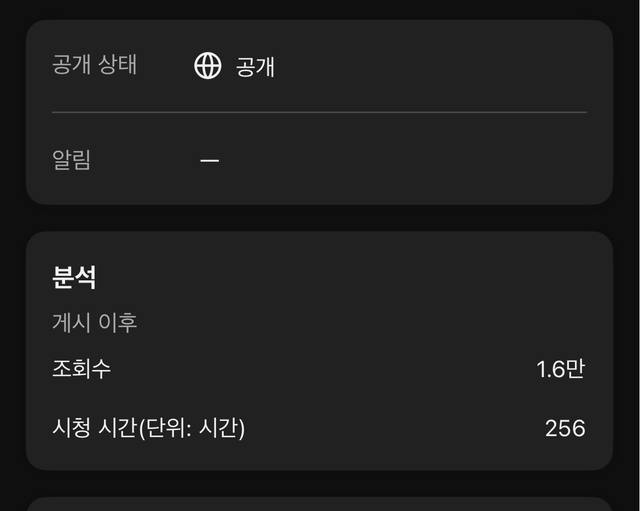 공개 상태 공개
알림 —
분석
게시 이후
조회수 1.6만
시청 시간(단위: 시간) 256